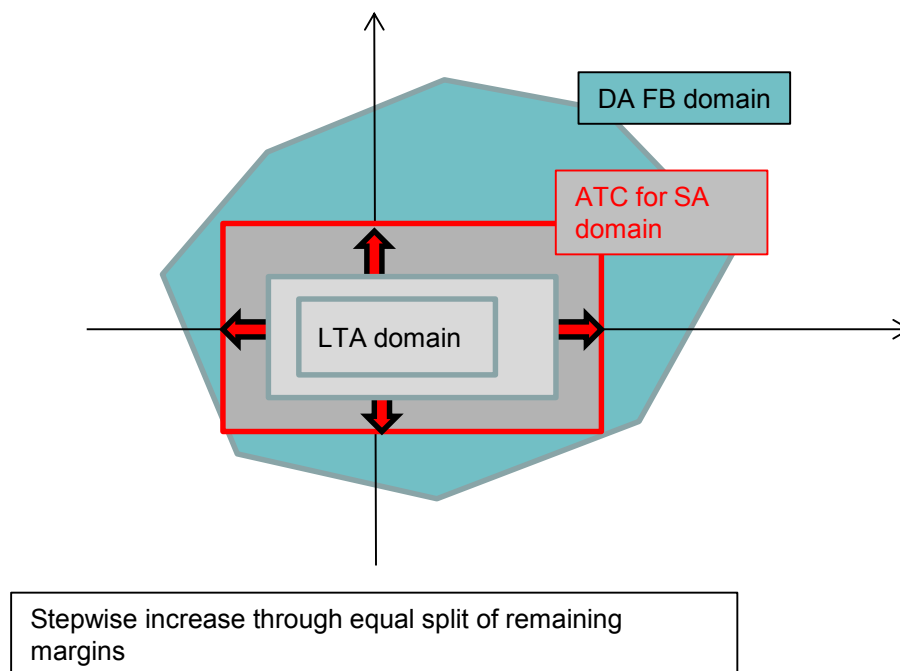 DA FB domain
ATC for SA
domain
LTA domain
Stepwise increase through equal split of remaining
margins